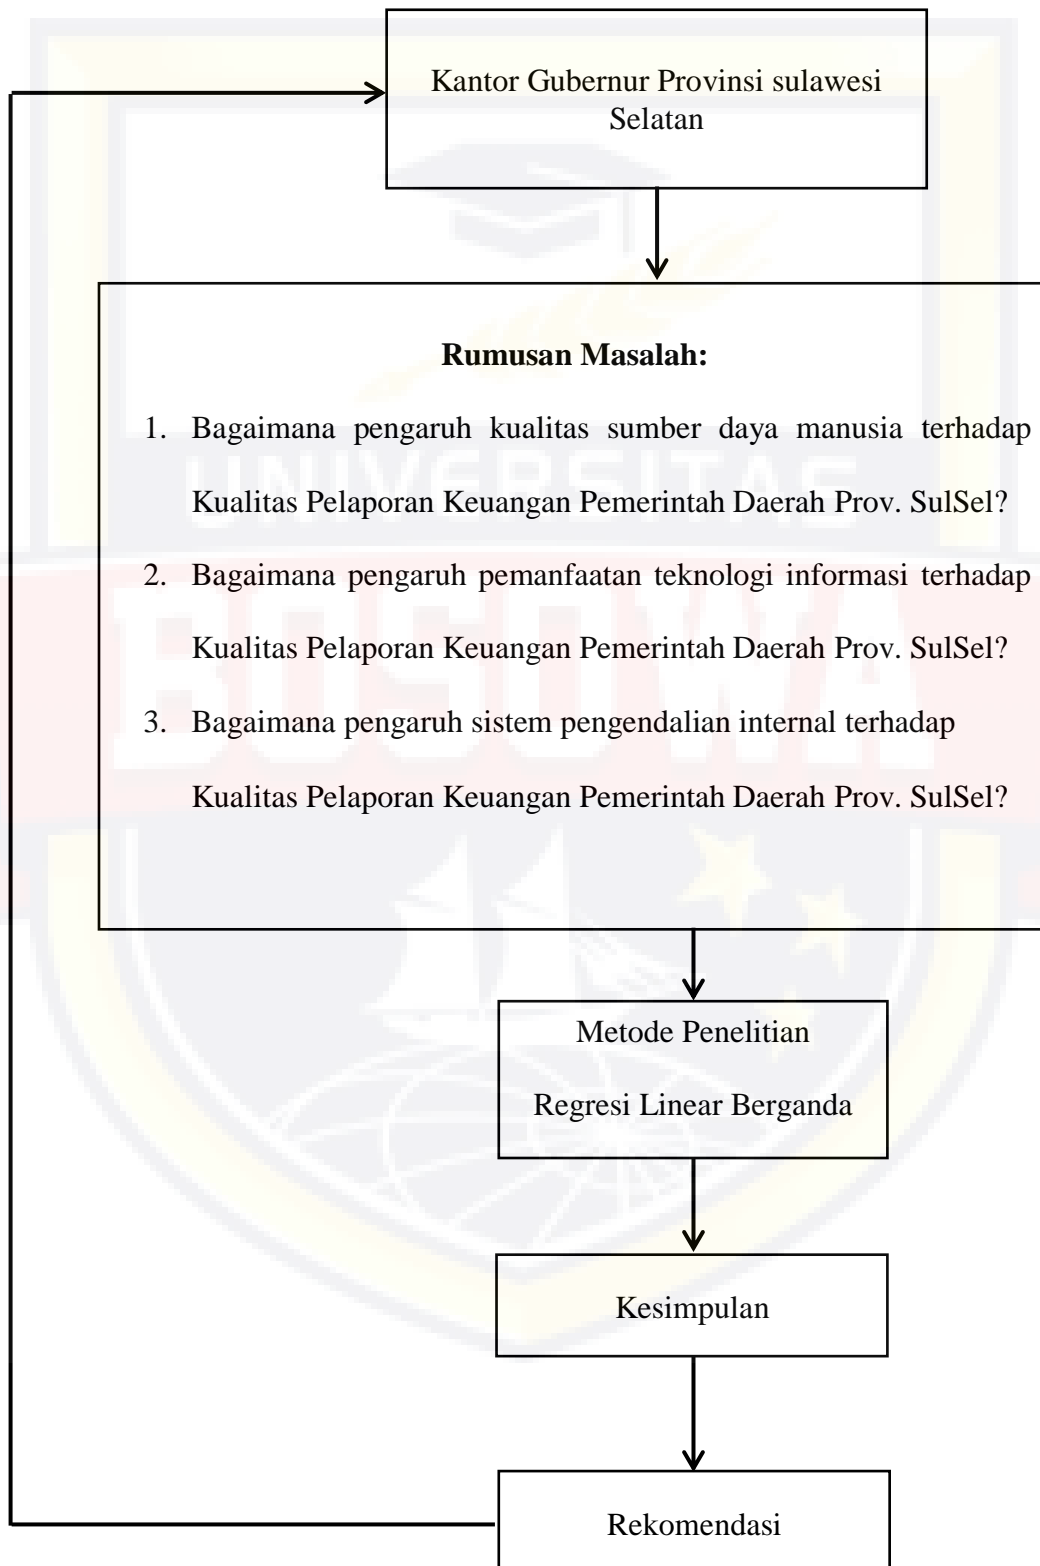 Kantor Gubernur Provinsi sulawesi
Selatan
Rumusan Masalah:
1. Bagaimana pengaruh kualitas sumber daya manusia terhadap
Kualitas Pelaporan Keuangan Pemerintah Daerah Prov. SulSel?
2. Bagaimana pengaruh pemanfaatan teknologi informasi terhadap
Kualitas Pelaporan Keuangan Pemerintah Daerah Prov. SulSel?
3. Bagaimana pengaruh sistem pengendalian internal terhadap
Kualitas Pelaporan Keuangan Pemerintah Daerah Prov. SulSel?
UNIVERSITAS
BOSOWA
Metode Penelitian
Regresi Linear Berganda
Kesimpulan
Rekomendasi